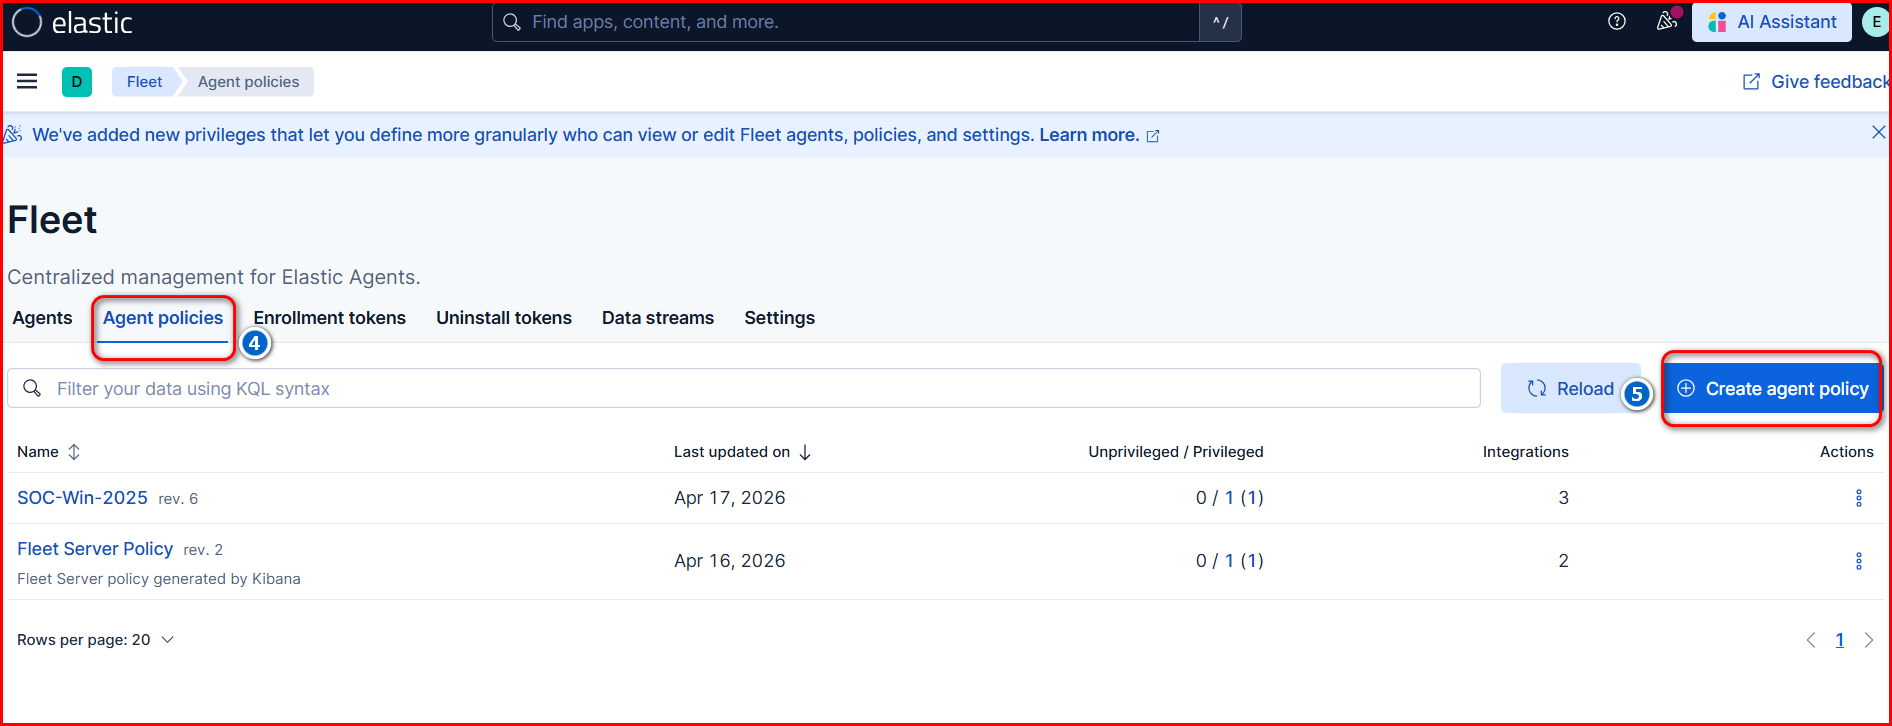 elastic
Find apps, content, and more.
^/
AI Assistant
E
D
Fleet
Agent policies
Give feedback
We've added new privileges that let you define more granularly who can view or edit Fleet agents, policies, and settings. Learn more.
Fleet
Centralized management for Elastic Agents.
Agents
Agent policies
Enrollment tokens
Uninstall tokens
Data streams
Settings
4
Filter your data using KQL syntax
Reload
5
Create agent policy
Name
Last updated on
Unprivileged / Privileged
Integrations
Actions
SOC-Win-2025 rev. 6
Apr 17, 2026
0 / 1 (1)
3
Fleet Server Policy rev. 2
Fleet Server policy generated by Kibana
Apr 16, 2026
0 / 1 (1)
2
Rows per page: 20
1